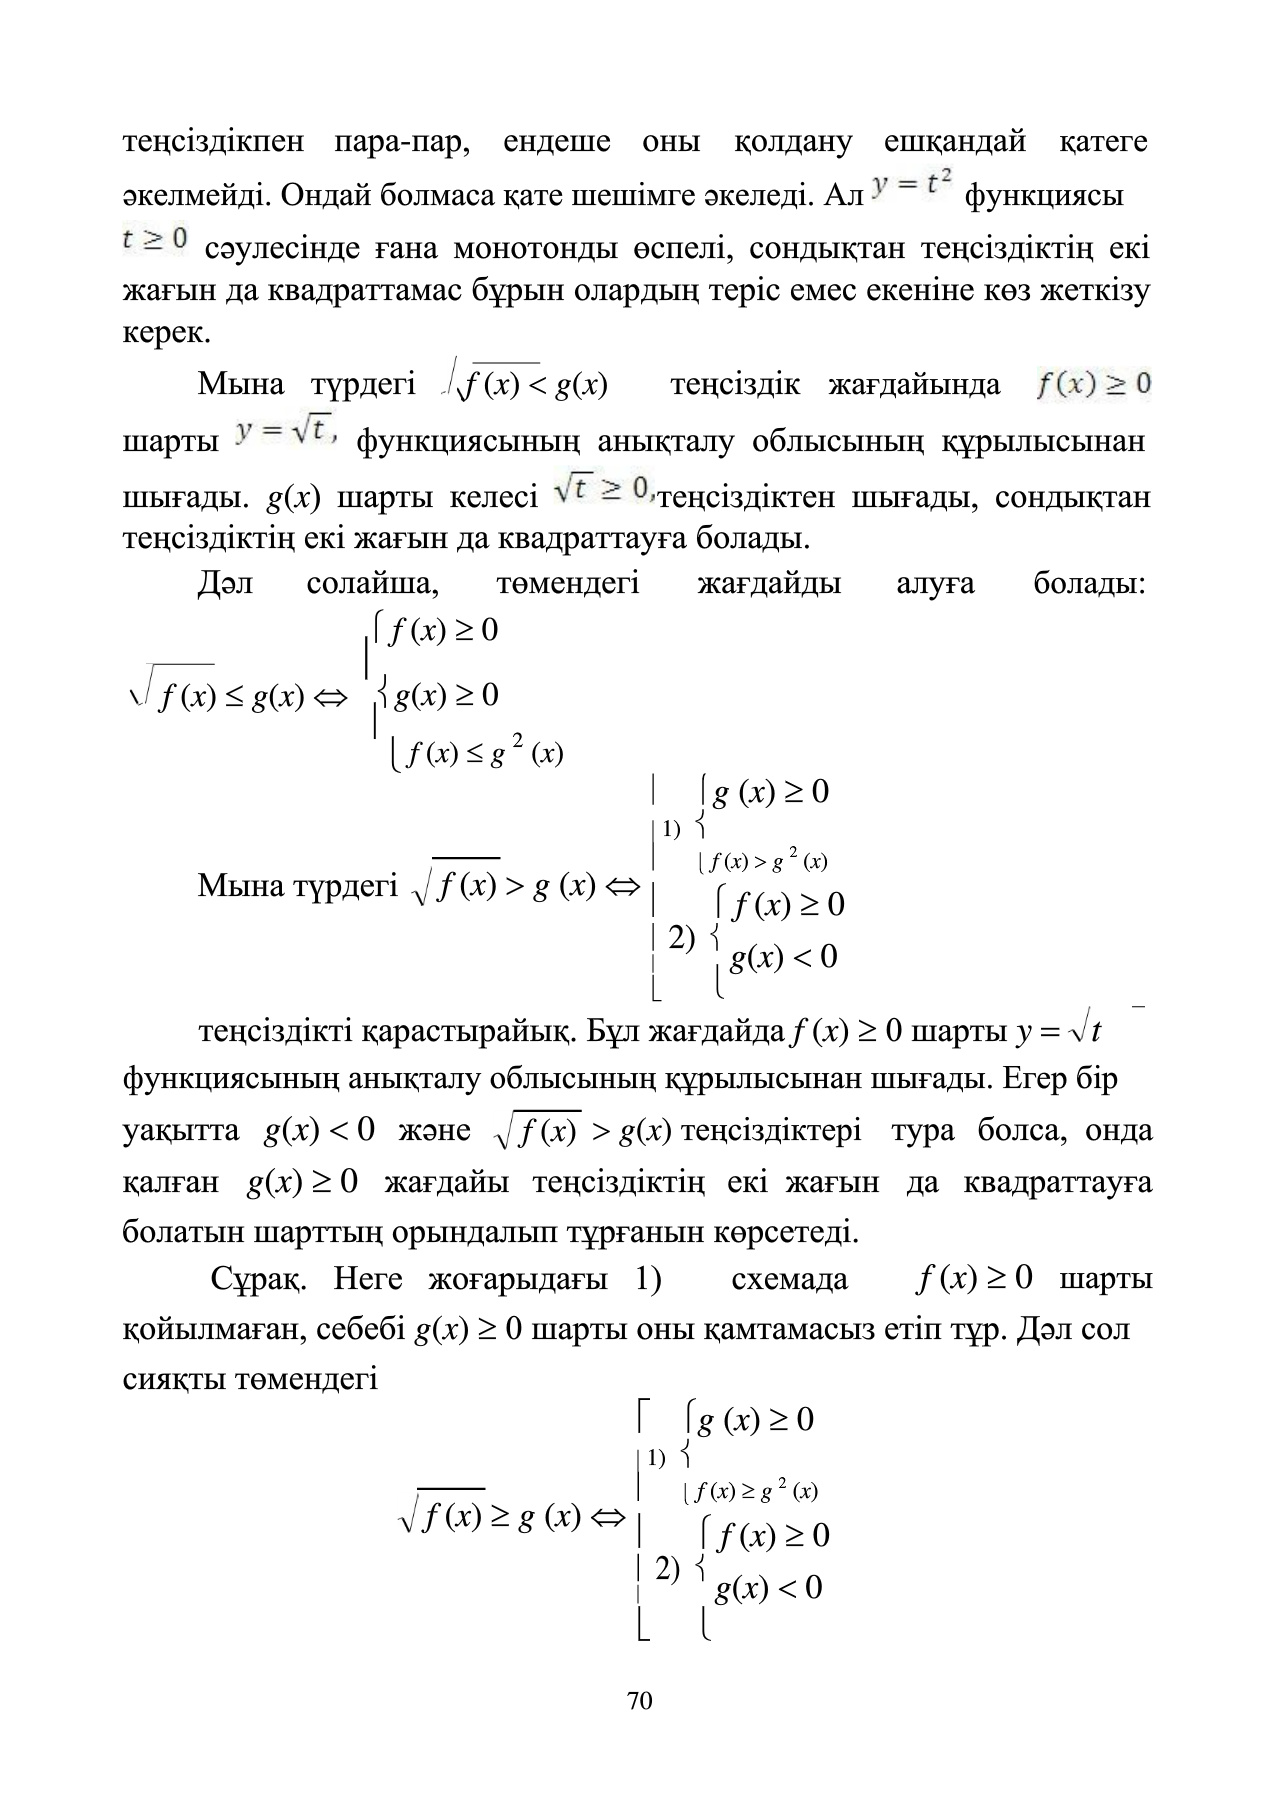 теңсіздікпен пара-пар, ендеше оны қолдану ешқандай қатеге
әкелмейді. Ондай болмаса қате шешімге әкеледі. Ал y = t² функциясы
t ≥ 0 сәулесінде ғана монотонды өспелі, сондықтан теңсіздіктің екі
жағын да квадраттамас бұрын олардың теріс емес екеніне көз жеткізу
керек.
Мына түрдегі √f (x) < g(x) теңсіздік жағдайында f(x) ≥ 0
шарты y = √t, функциясының анықталу облысының құрылысынан
шығады. g(x) шарты келесі √t ≥ 0, теңсіздіктен шығады, сондықтан
теңсіздіктің екі жағын да квадраттауға болады.
Дәл солайша, төмендегі жағдайды алуға болады:
⎧ f (x) ≥ 0
√f (x) ≤ g(x) ⇔ ⎨ g(x) ≥ 0
⎩ f (x) ≤ g ² (x)
⎧ g (x) ≥ 0
1) ⎨
⎩ f (x) > g ² (x)
Мына түрдегі √f (x) > g (x) ⇔
⎧ f (x) ≥ 0
2) ⎨
g(x) < 0
теңсіздікті қарастырайық. Бұл жағдайда f (x) ≥ 0 шарты y = √t
функциясының анықталу облысының құрылысынан шығады. Егер бір
уақытта g(x) < 0 және √f (x) > g(x) теңсіздіктері тура болса, онда
қалған g(x) ≥ 0 жағдайы теңсіздіктің екі жағын да квадраттауға
болатын шарттың орындалып тұрғанын көрсетеді.
Сұрақ. Неге жоғарыдағы 1) схемада f (x) ≥ 0 шарты
қойылмаған, себебі g(x) ≥ 0 шарты оны қамтамасыз етіп тұр. Дәл сол
сияқты төмендегі
⎧ g (x) ≥ 0
1) ⎨
⎩ f (x) ≥ g ² (x)
√f (x) ≥ g (x) ⇔
⎧ f (x) ≥ 0
2) ⎨
g(x) < 0
70